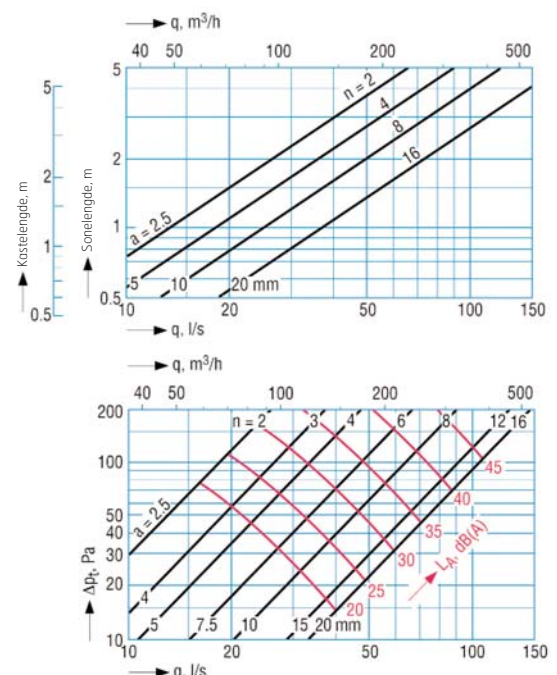 q, m³/h
40 50 100 200 500
Kastelengde, m
5
2
1
0.5
Sonelengde, m
5
2
1
0.5
n = 2
4
8
16
a = 2.5
5
10
20 mm
10 20 50 100 150
q, l/s
q, m³/h
40 50 100 200 500
Δpt, Pa
200
100
50
40
30
20
10
n = 2 3 4 6 8 12 16
a = 2.5
4
5
7.5
10
15
20 mm
45
40
35
30
25
20
LA, dB(A)
10 20 50 100 150
q, l/s